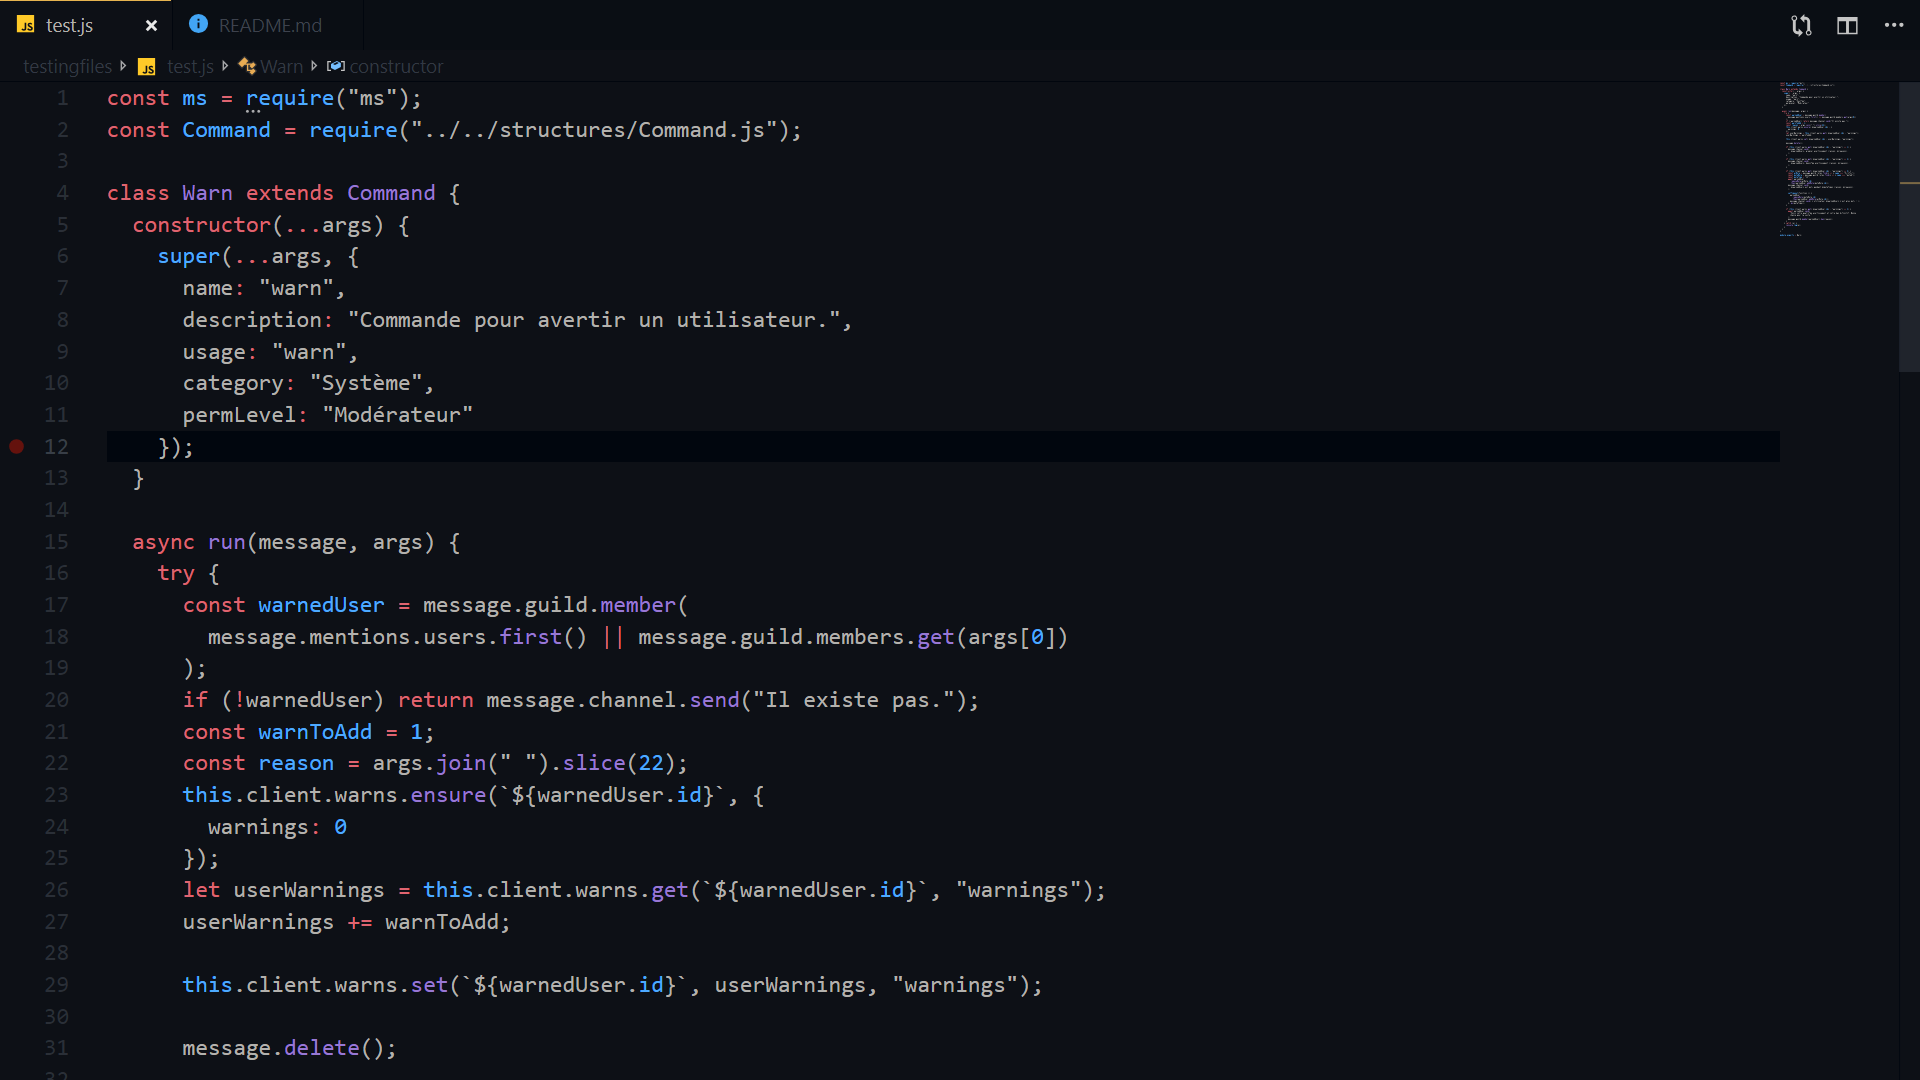 JS test.js × README.md
testingfiles JS test.js Warn constructor
1 const ms = require("ms");
2 const Command = require("../../structures/Command.js");
3
4 class Warn extends Command {
5 constructor(...args) {
6 super(...args, {
7 name: "warn",
8 description: "Commande pour avertir un utilisateur.",
9 usage: "warn",
10 category: "Système",
11 permLevel: "Modérateur"
12 });
13 }
14
15 async run(message, args) {
16 try {
17 const warnedUser = message.guild.member(
18 message.mentions.users.first() || message.guild.members.get(args[0])
19 );
20 if (!warnedUser) return message.channel.send("Il existe pas.");
21 const warnToAdd = 1;
22 const reason = args.join(" ").slice(22);
23 this.client.warns.ensure(`${warnedUser.id}`, {
24 warnings: 0
25 });
26 let userWarnings = this.client.warns.get(`${warnedUser.id}`, "warnings");
27 userWarnings += warnToAdd;
28
29 this.client.warns.set(`${warnedUser.id}`, userWarnings, "warnings");
30
31 message.delete();
32